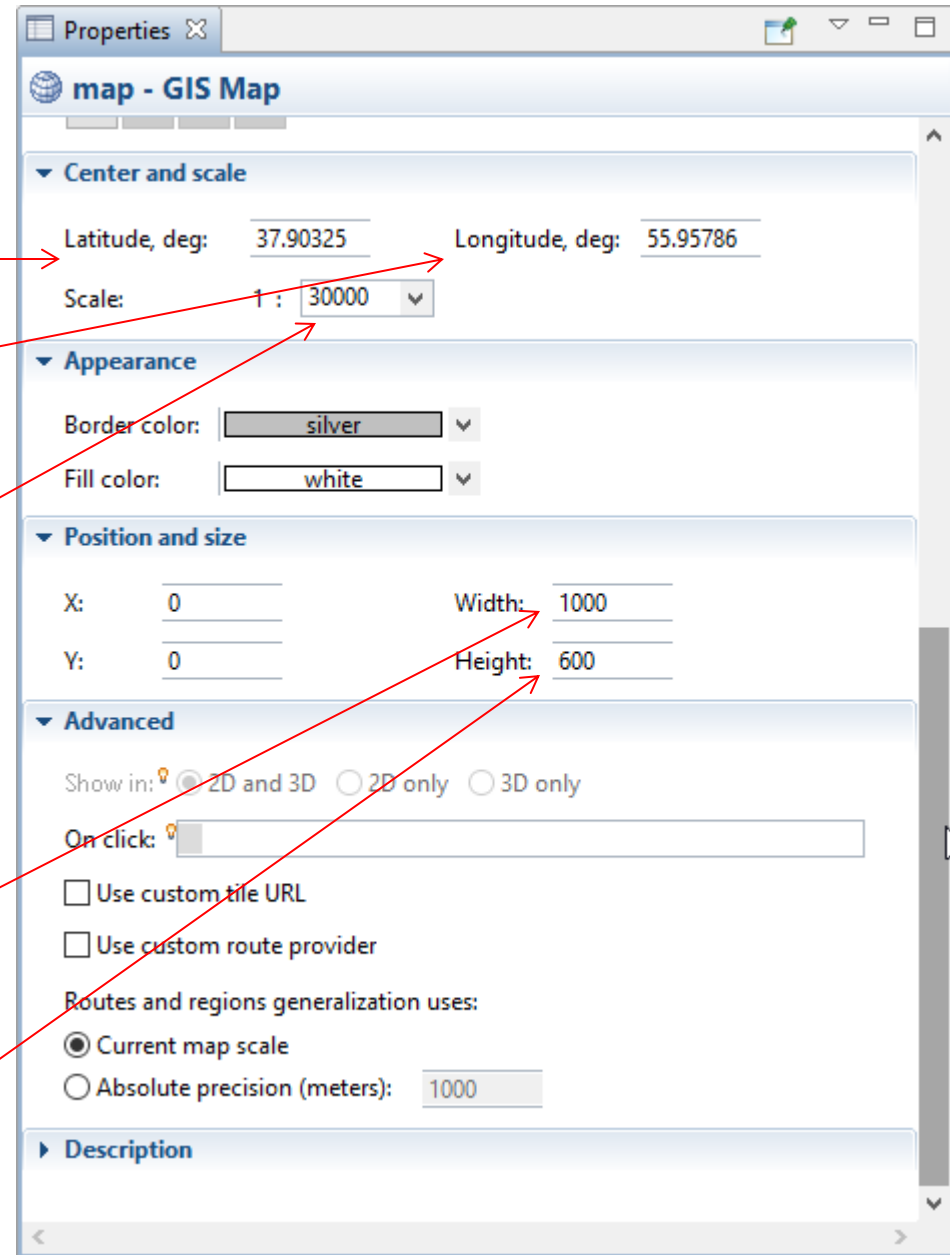 Properties
map - GIS Map
Center and scale
Latitude, deg: 37.90325 Longitude, deg: 55.95786
Scale: 1 : 30000
Appearance
Border color: silver
Fill color: white
Position and size
X: 0 Width: 1000
Y: 0 Height: 600
Advanced
Show in: 2D and 3D 2D only 3D only
On click:
Use custom tile URL
Use custom route provider
Routes and regions generalization uses:
Current map scale
Absolute precision (meters): 1000
Description